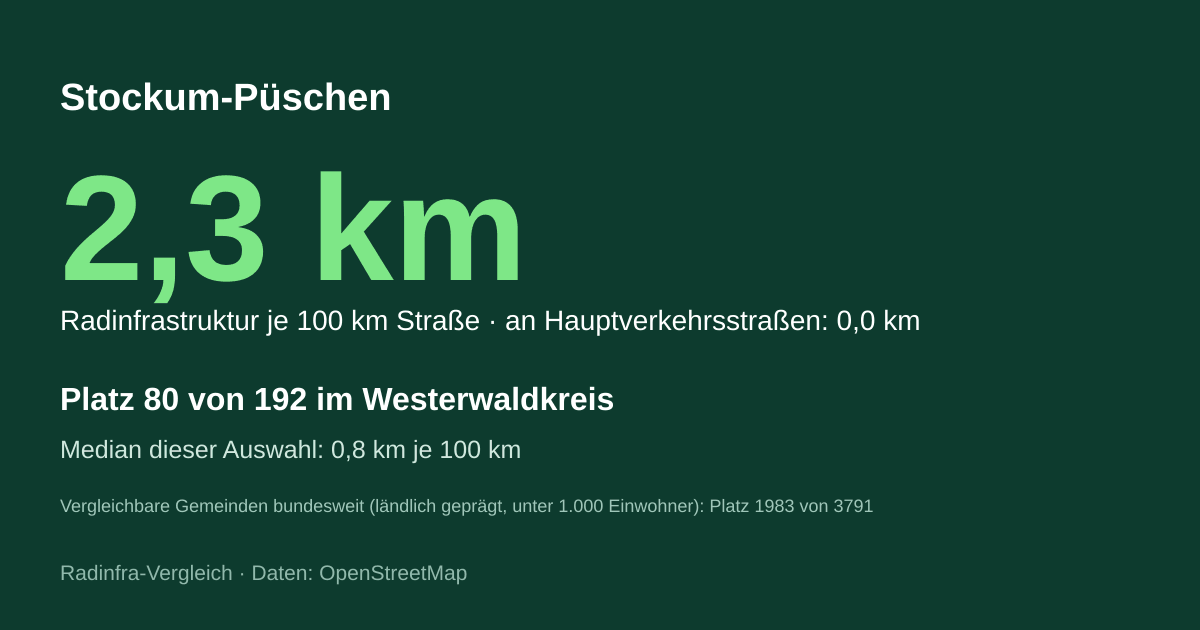 Stockum-Püschen
2,3 km
Radinfrastruktur je 100 km Straße · an Hauptverkehrsstraßen: 0,0 km
Platz 80 von 192 im Westerwaldkreis
Median dieser Auswahl: 0,8 km je 100 km
Vergleichbare Gemeinden bundesweit (ländlich geprägt, unter 1.000 Einwohner): Platz 1983 von 3791
Radinfra-Vergleich · Daten: OpenStreetMap